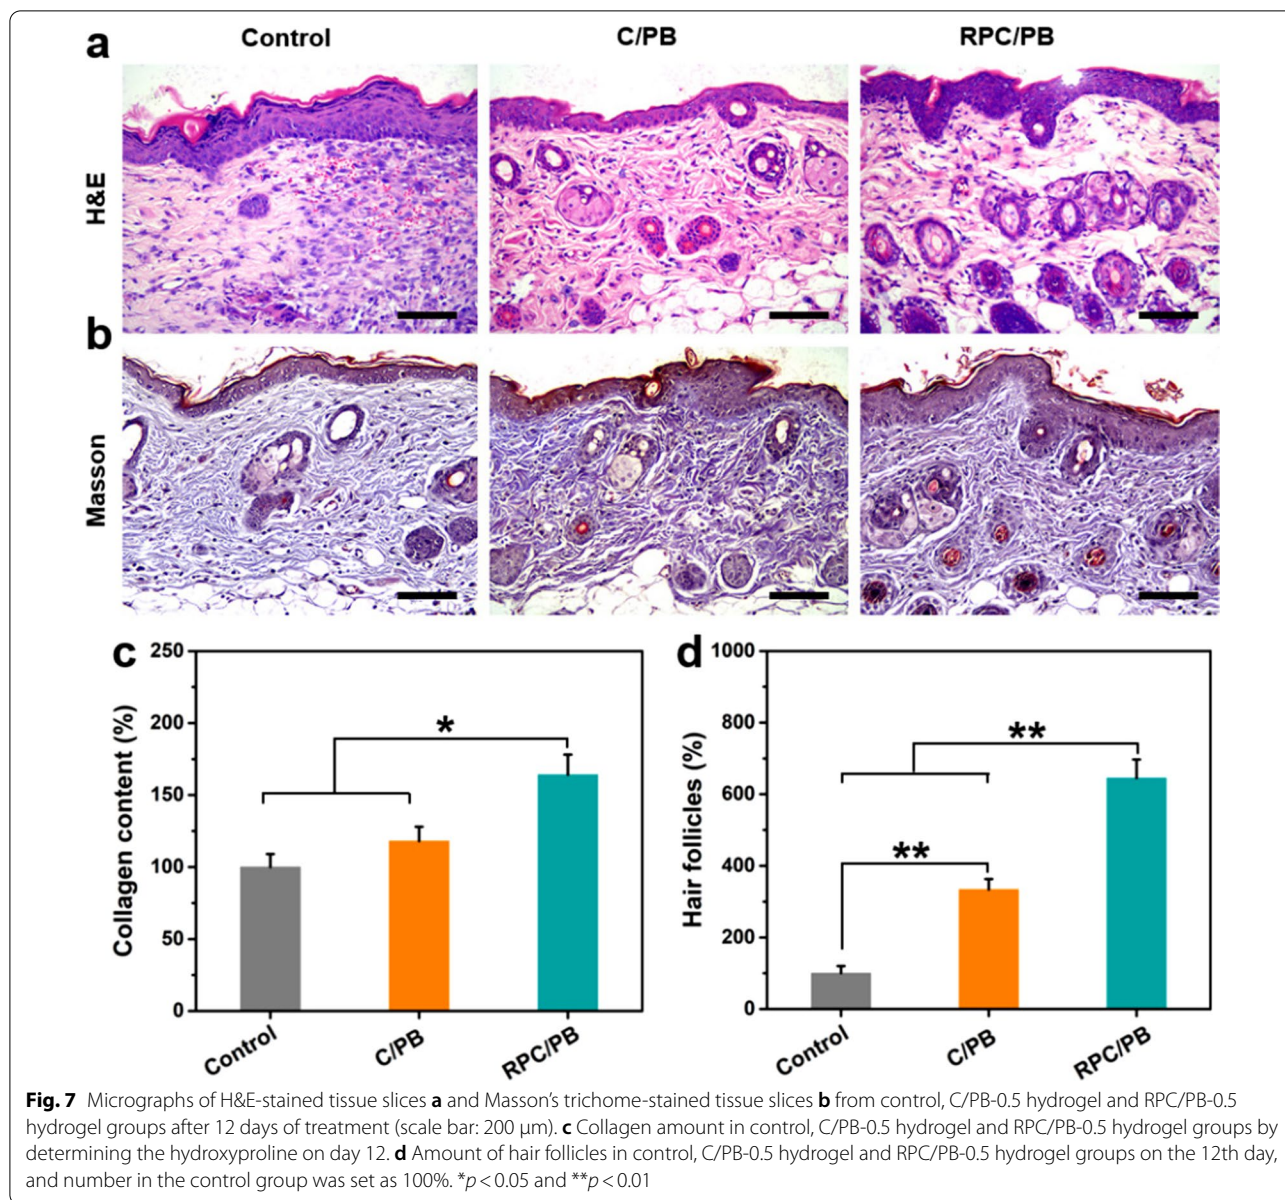 a
Control
C/PB
RPC/PB
H&E
b
Masson
c
250
200
150
100
50
0
Collagen content (%)
*
Control
C/PB
RPC/PB
d
1000
800
600
400
200
0
Hair follicles (%)
**
**
Control
C/PB
RPC/PB
Fig. 7 Micrographs of H&E-stained tissue slices a and Masson's trichome-stained tissue slices b from control, C/PB-0.5 hydrogel and RPC/PB-0.5
hydrogel groups after 12 days of treatment (scale bar: 200 μm). c Collagen amount in control, C/PB-0.5 hydrogel and RPC/PB-0.5 hydrogel groups by
determining the hydroxyproline on day 12. d Amount of hair follicles in control, C/PB-0.5 hydrogel and RPC/PB-0.5 hydrogel groups on the 12th day,
and number in the control group was set as 100%. *p < 0.05 and **p < 0.01